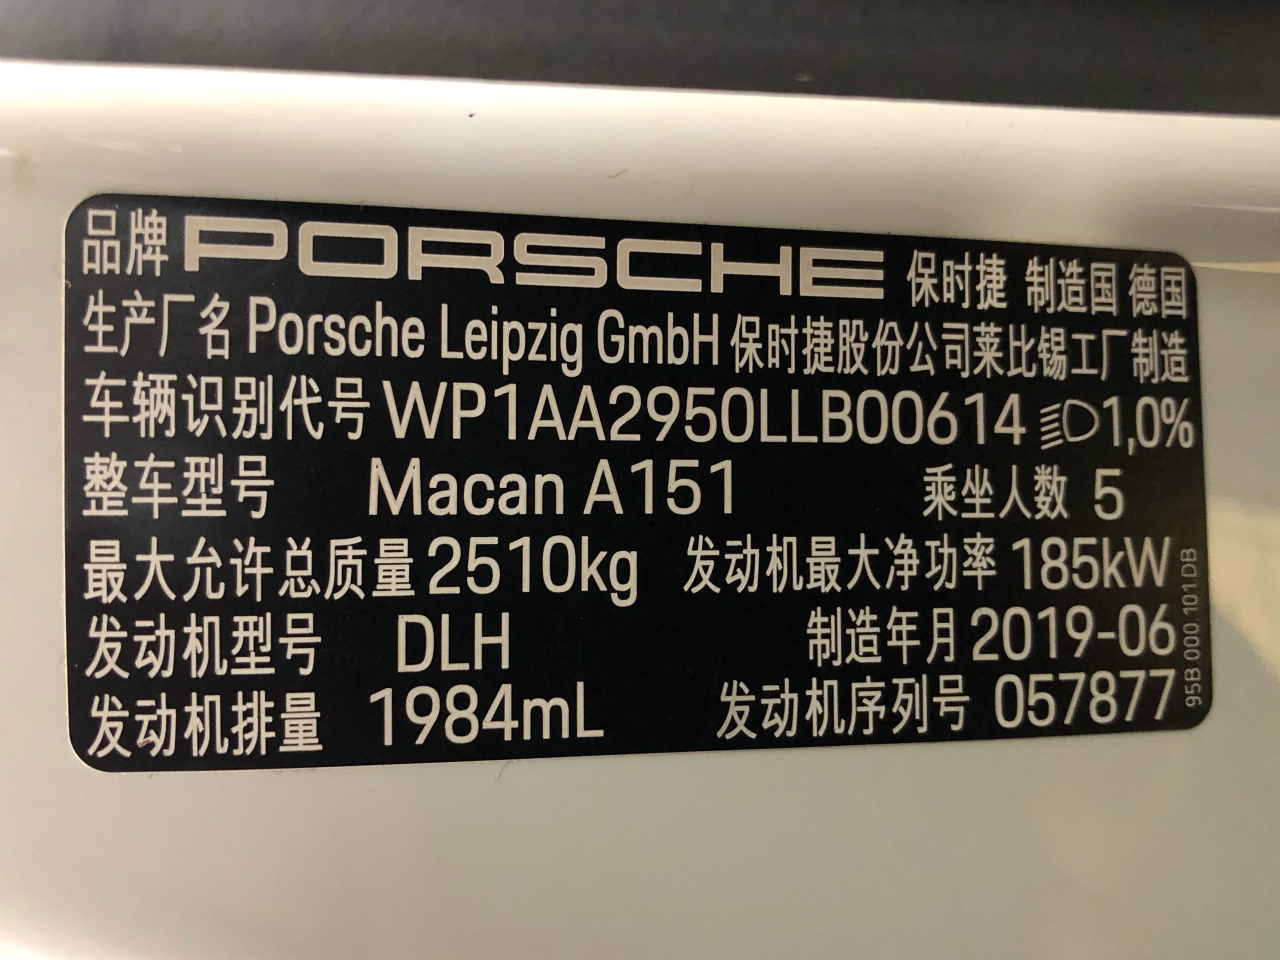 品牌 PORSCHE 保时捷 制造国 德国
生产厂名 Porsche Leipzig GmbH 保时捷股份公司莱比锡工厂制造
车辆识别代号 WP1AA2950LLB00614 1,0%
整车型号 Macan A151 乘坐人数 5
最大允许总质量 2510kg 发动机最大净功率 185kW
发动机型号 DLH 制造年月 2019-06
发动机排量 1984mL 发动机序列号 057877
95B.000.101.DB